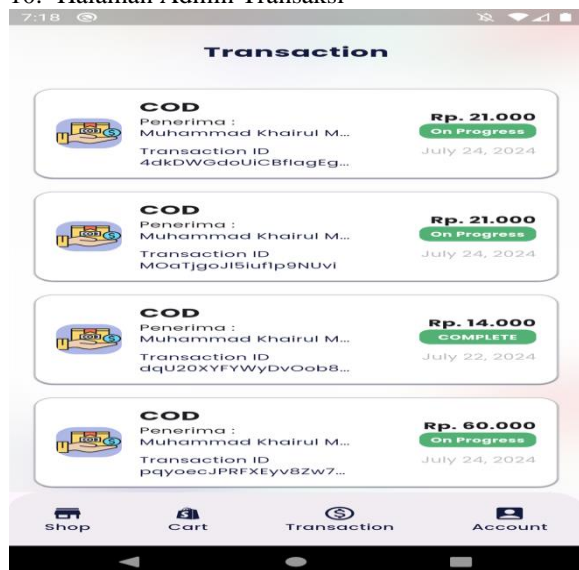 10. Halaman Admin Transaksi
7:18
Transaction
COD
Penerima :
Muhammad Khairul M...
Transaction ID
4dkDWGdoUiCBflagEg...
Rp. 21.000
On Progress
July 24, 2024
COD
Penerima :
Muhammad Khairul M...
Transaction ID
MOaTjgoJl5iuf1p9NUvi
Rp. 21.000
On Progress
July 24, 2024
COD
Penerima :
Muhammad Khairul M...
Transaction ID
dqU20XYFYWyDvOob8...
Rp. 14.000
COMPLETE
July 22, 2024
COD
Penerima :
Muhammad Khairul M...
Transaction ID
pqyoecJPRFXEyv8Zw7...
Rp. 60.000
On Progress
July 24, 2024
Shop Cart Transaction Account